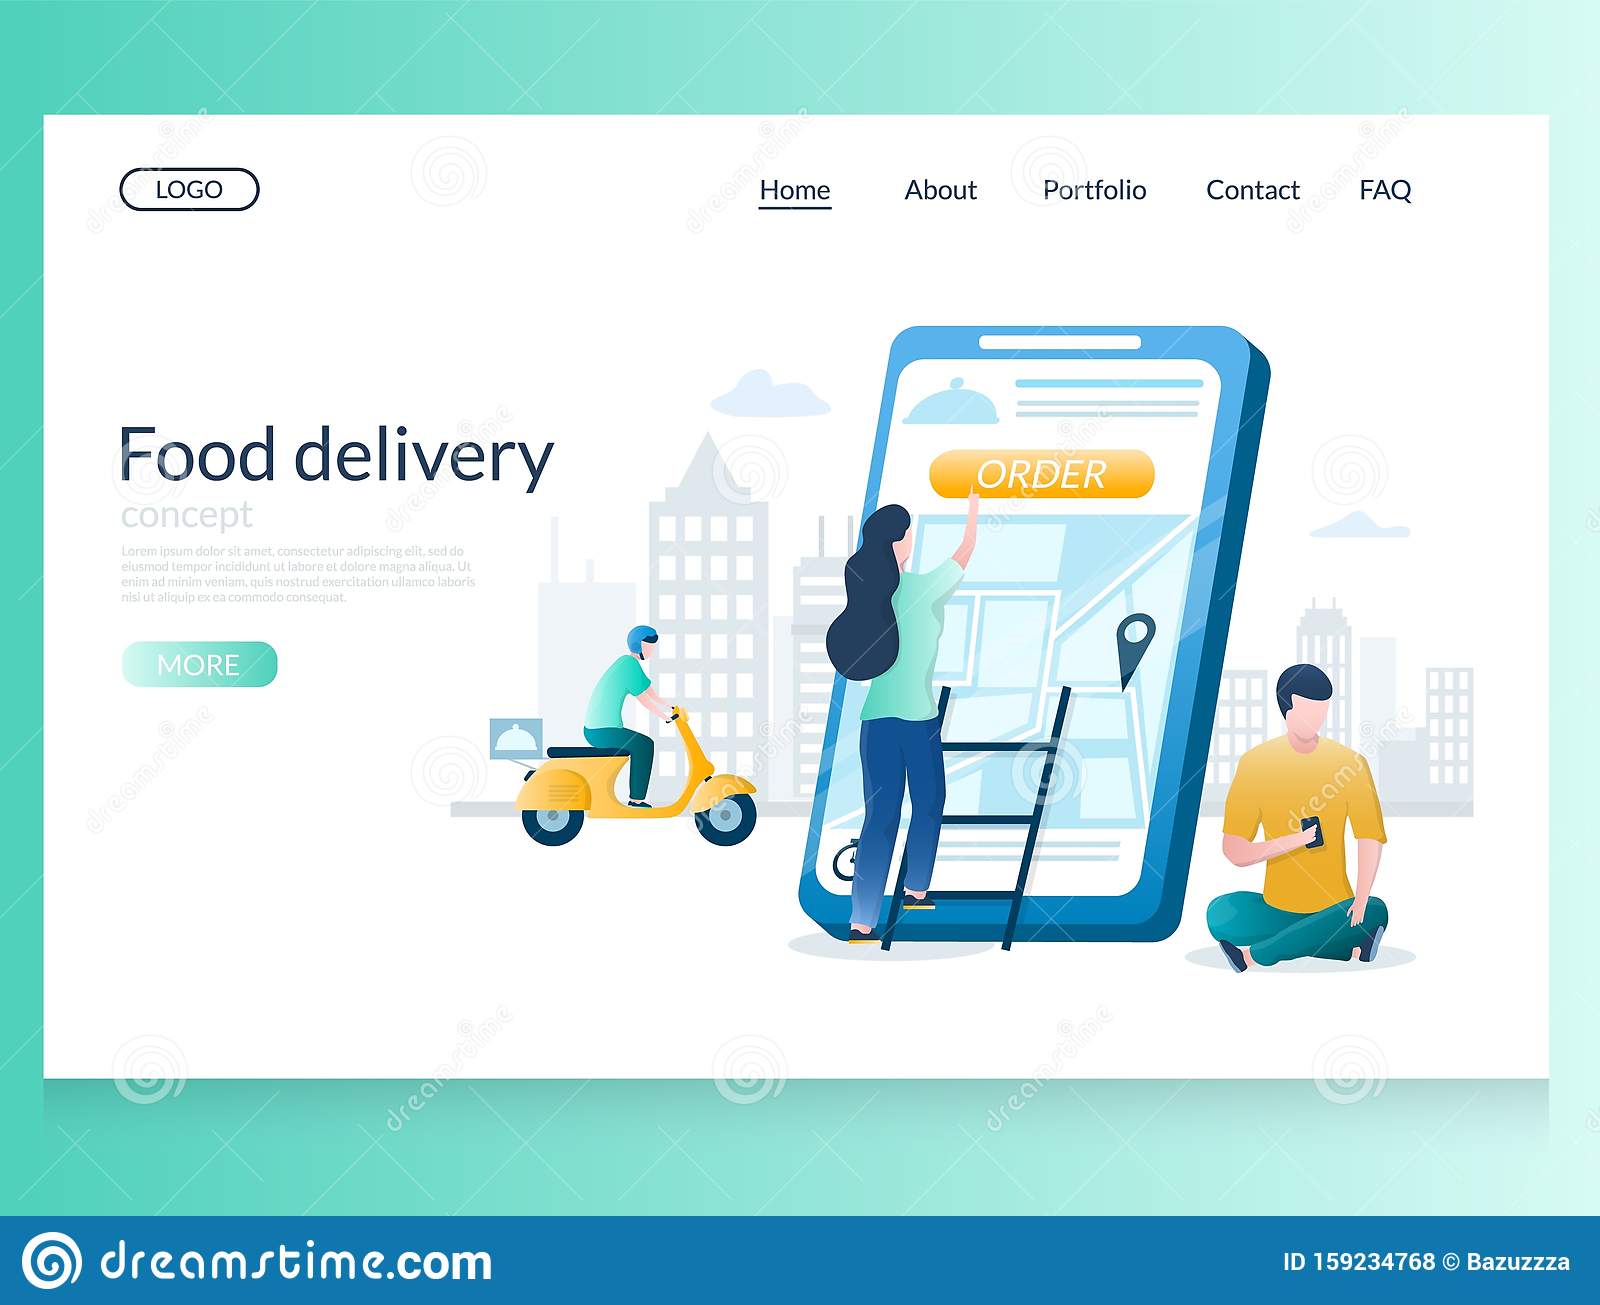 LOGO
Home About Portfolio Contact FAQ
Food delivery
concept
Lorem ipsum dolor sit amet, consectetur adipiscing elit, sed do
eiusmod tempor incididunt ut labore et dolore magna aliqua. Ut
enim ad minim veniam, quis nostrud exercitation ullamco laboris
nisi ut aliquip ex ea commodo consequat.
MORE
ORDER
dreamstime.com
ID 159234768 © Bazuzzza